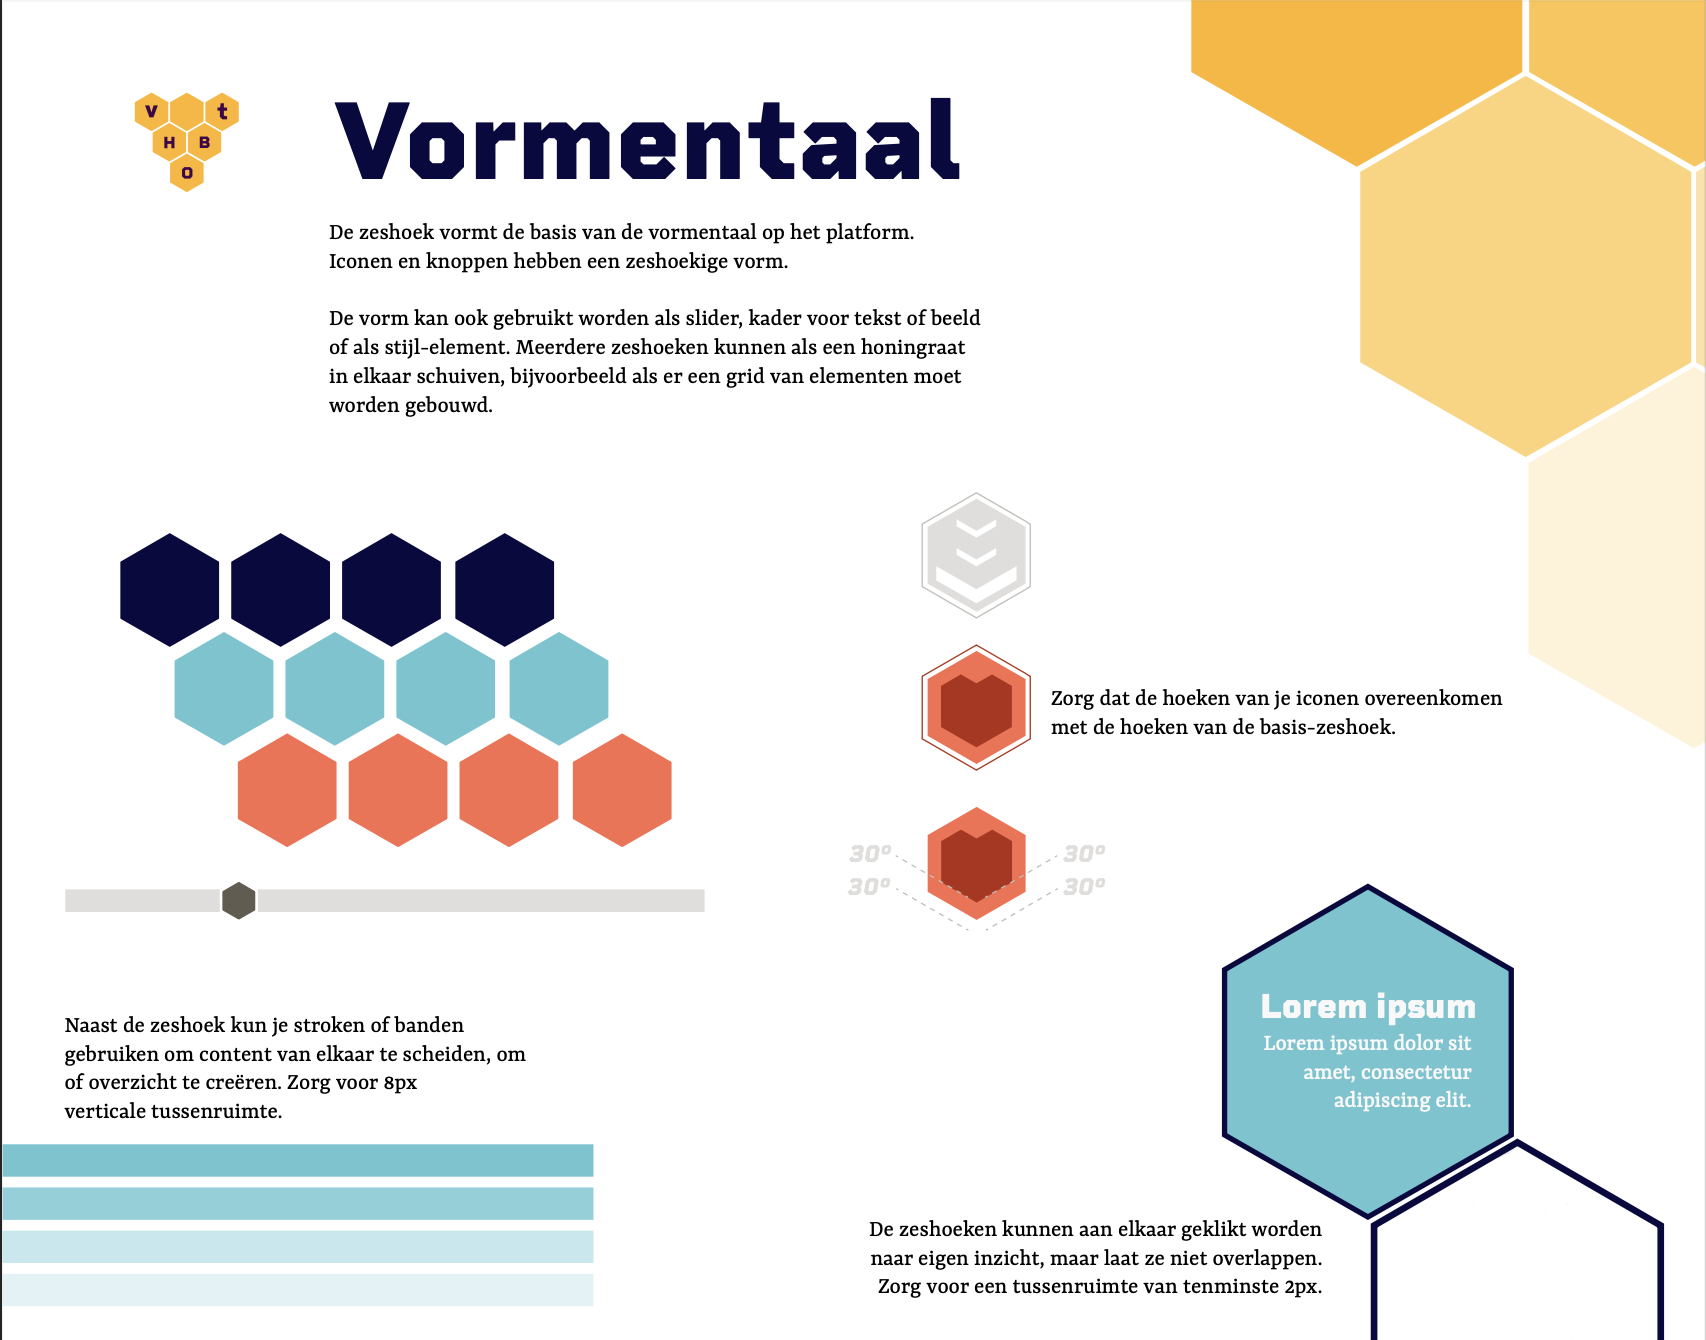 v t
H B
O
Vormentaal
De zeshoek vormt de basis van de vormentaal op het platform.
Iconen en knoppen hebben een zeshoekige vorm.
De vorm kan ook gebruikt worden als slider, kader voor tekst of beeld
of als stijl-element. Meerdere zeshoeken kunnen als een honingraat
in elkaar schuiven, bijvoorbeeld als er een grid van elementen moet
worden gebouwd.
Zorg dat de hoeken van je iconen overeenkomen
met de hoeken van de basis-zeshoek.
30º 30º
30º 30º
Lorem ipsum
Lorem ipsum dolor sit
amet, consectetur
adipiscing elit.
Naast de zeshoek kun je stroken of banden
gebruiken om content van elkaar te scheiden, om
of overzicht te creëren. Zorg voor 8px
verticale tussenruimte.
De zeshoeken kunnen aan elkaar geklikt worden
naar eigen inzicht, maar laat ze niet overlappen.
Zorg voor een tussenruimte van tenminste 2px.